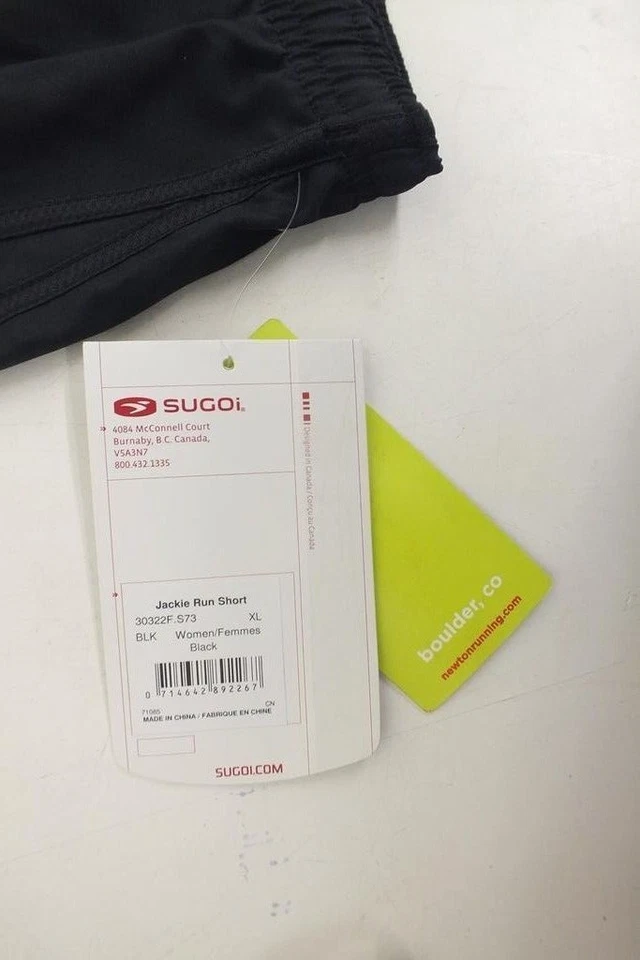 SUGOi®
4084 McConnell Court
Burnaby, B.C. Canada,
V5A3N7
800.432.1335
Designed in Canada / Conçu au Canada
Jackie Run Short
30322F.S73 XL
BLK Women/Femmes
Black
0 714642 892267
71085 CN
MADE IN CHINA / FABRIQUE EN CHINE
SUGOI.COM
boulder, co
newtonrunning.com